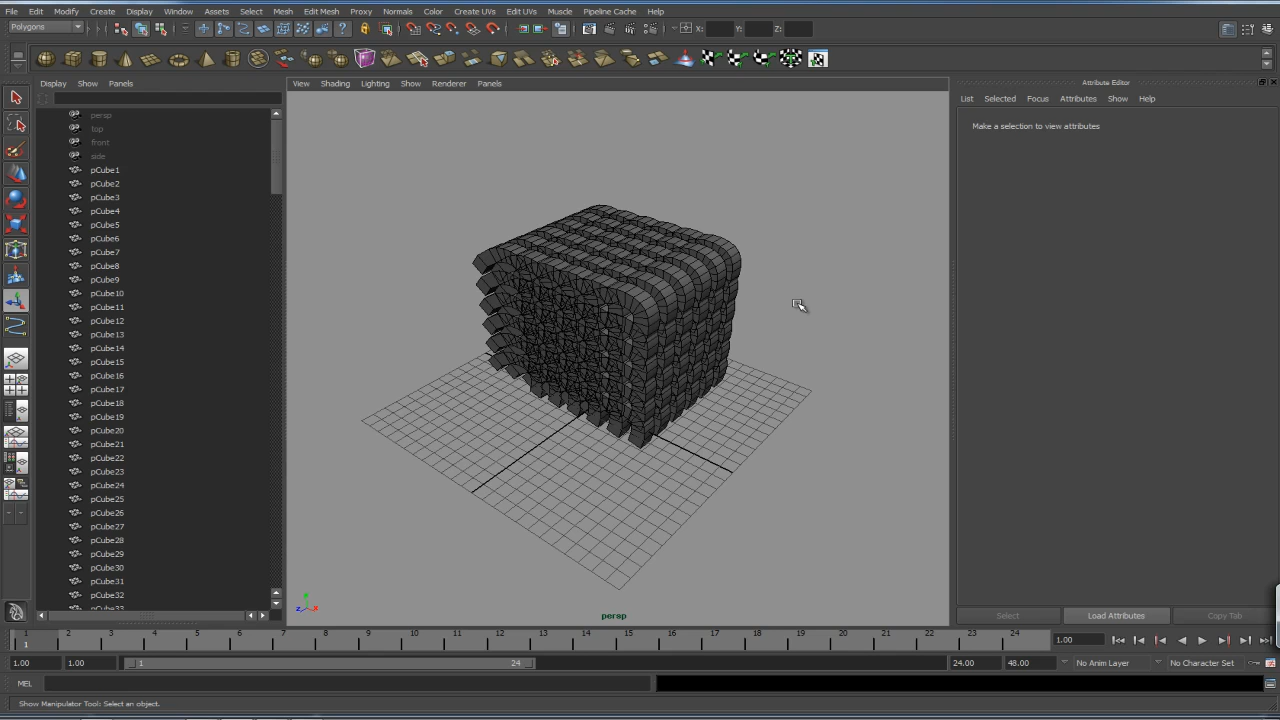 File Edit Modify Create Display Window Assets Select Mesh Edit Mesh Proxy Normals Color Create UVs Edit UVs Muscle Pipeline Cache Help
Polygons X: Y: Z:
Display Show Panels View Shading Lighting Show Renderer Panels Attribute Editor
List Selected Focus Attributes Show Help
Make a selection to view attributes
persp
top
front
side
pCube1
pCube2
pCube3
pCube4
pCube5
pCube6
pCube7
pCube8
pCube9
pCube10
pCube11
pCube12
pCube13
pCube14
pCube15
pCube16
pCube17
pCube18
pCube19
pCube20
pCube21
pCube22
pCube23
pCube24
pCube25
pCube26
pCube27
pCube28
pCube29
pCube30
pCube31
pCube32
pCube33
y
z x
persp
Select Load Attributes Copy Tab
1 2 3 4 5 6 7 8 9 10 11 12 13 14 15 16 17 18 19 20 21 22 23 24 1.00
1
1.00 1.00 1 24 24.00 48.00 No Anim Layer No Character Set
MEL
Show Manipulator Tool: Select an object.